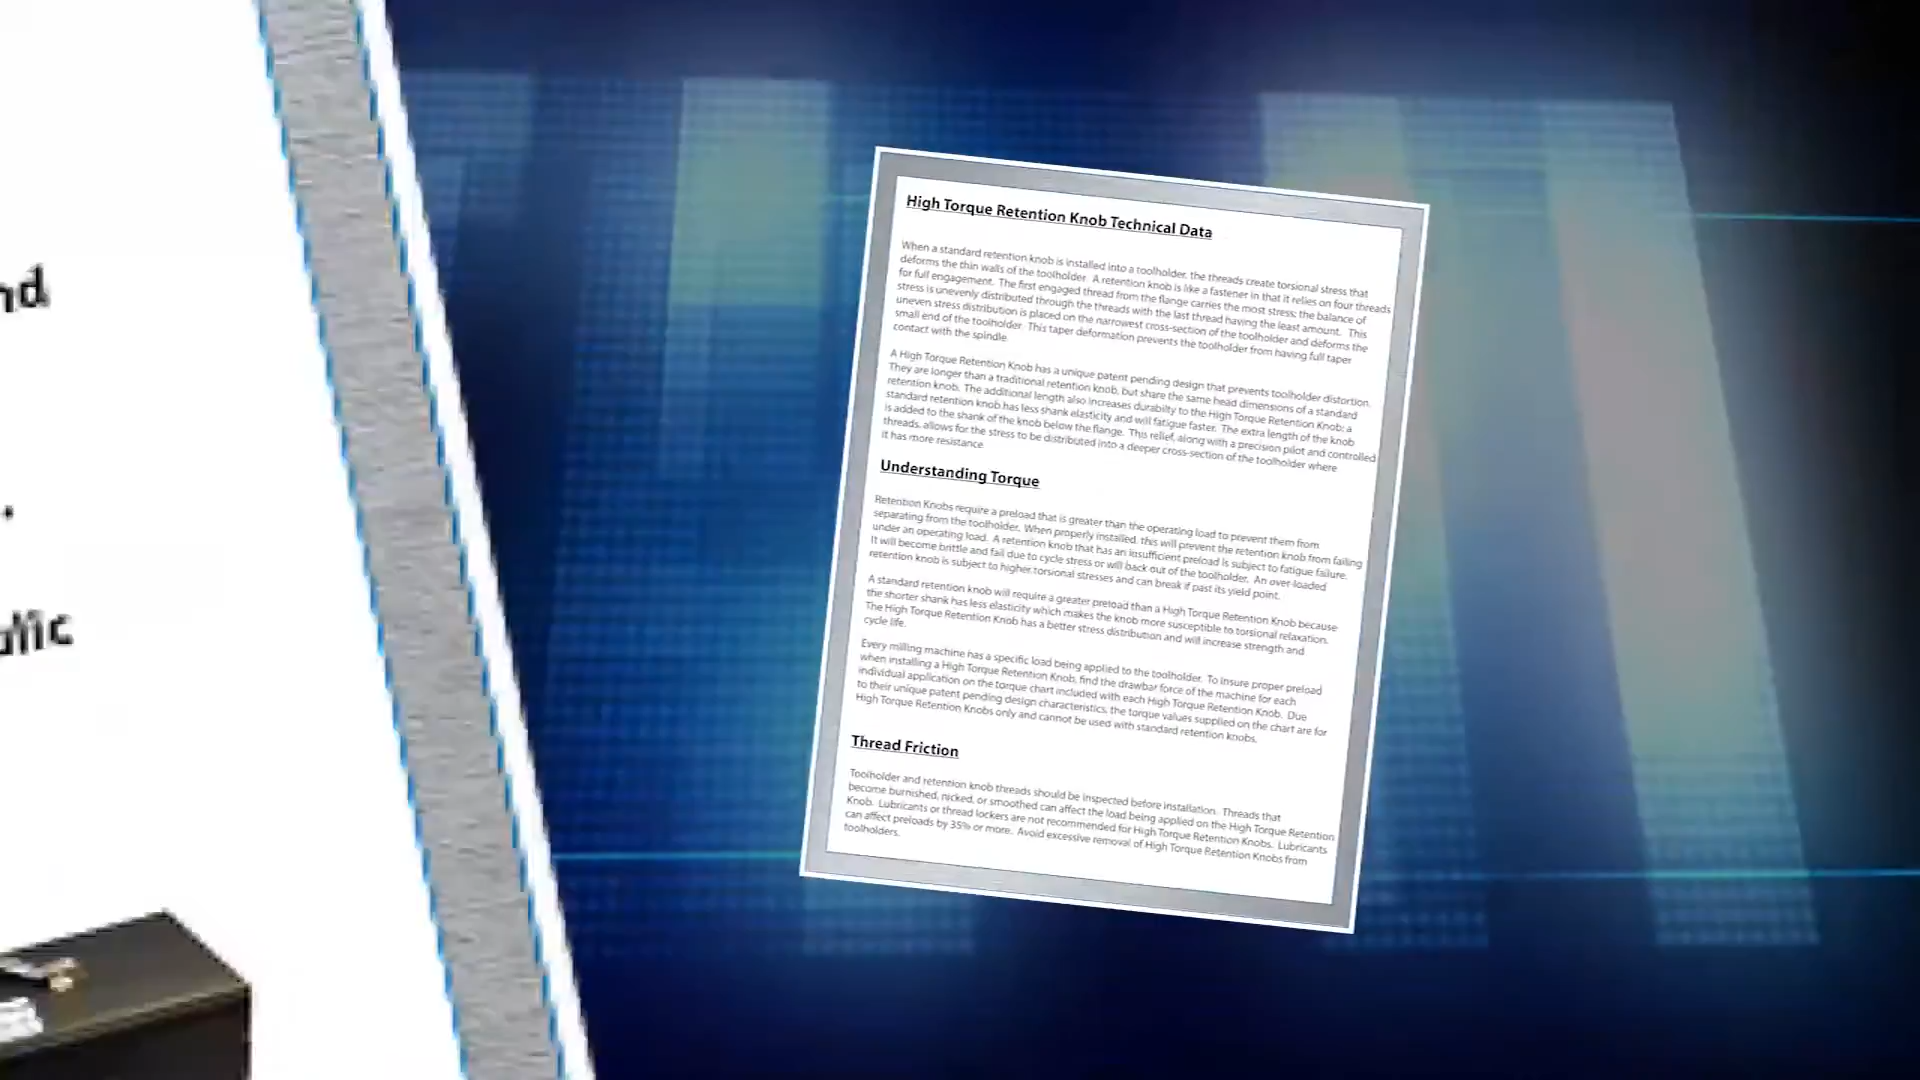 High Torque Retention Knob Technical Data
When a standard retention knob is installed into a toolholder, the threads create torsional stress that
deforms the thin walls of the toolholder. A retention knob is like a fastener in that it relies on four threads
for full engagement. The first engaged thread from the flange carries the most stress; the balance of
stress is unevenly distributed through the threads with the last thread having the least amount. This
uneven stress distribution is placed on the narrowest cross-section of the toolholder and deforms the
small end of the toolholder. This taper deformation prevents the toolholder from having full taper
contact with the spindle.
A High Torque Retention Knob has a unique patent pending design that prevents toolholder distortion.
They are longer than a traditional retention knob, but share the same head dimensions of a standard
retention knob. The additional length also increases durabilty to the High Torque Retention Knob; a
standard retention knob has less shank elasticity and will fatigue faster. The extra length of the knob
is added to the shank of the knob below the flange. This relief, along with a precision pilot and controlled
threads, allows for the stress to be distributed into a deeper cross-section of the toolholder where
it has more resistance.
Understanding Torque
Retention Knobs require a preload that is greater than the operating load to prevent them from
separating from the toolholder. When properly installed, this will prevent the retention knob from failing
under an operating load. A retention knob that has an insufficient preload is subject to fatigue failure.
It will become brittle and fail due to cycle stress or will back out of the toolholder. An over-loaded
retention knob is subject to higher torsional stresses and can break if past its yield point.
A standard retention knob will require a greater preload than a High Torque Retention Knob because
the shorter shank has less elasticity which makes the knob more susceptible to torsional relaxation.
The High Torque Retention Knob has a better stress distribution and will increase strength and
cycle life.
Every milling machine has a specific load being applied to the toolholder. To insure proper preload
when installing a High Torque Retention Knob, find the drawbar force of the machine for each
individual application on the torque chart included with each High Torque Retention Knob. Due
to their unique patent pending design characteristics, the torque values supplied on the chart are for
High Torque Retention Knobs only and cannot be used with standard retention knobs.
Thread Friction
Toolholder and retention knob threads should be inspected before installation. Threads that
become burnished, nicked, or smoothed can affect the load being applied on the High Torque Retention
Knob. Lubricants or thread lockers are not recommended for High Torque Retention Knobs. Lubricants
can affect preloads by 35% or more. Avoid excessive removal of High Torque Retention Knobs from
toolholders.